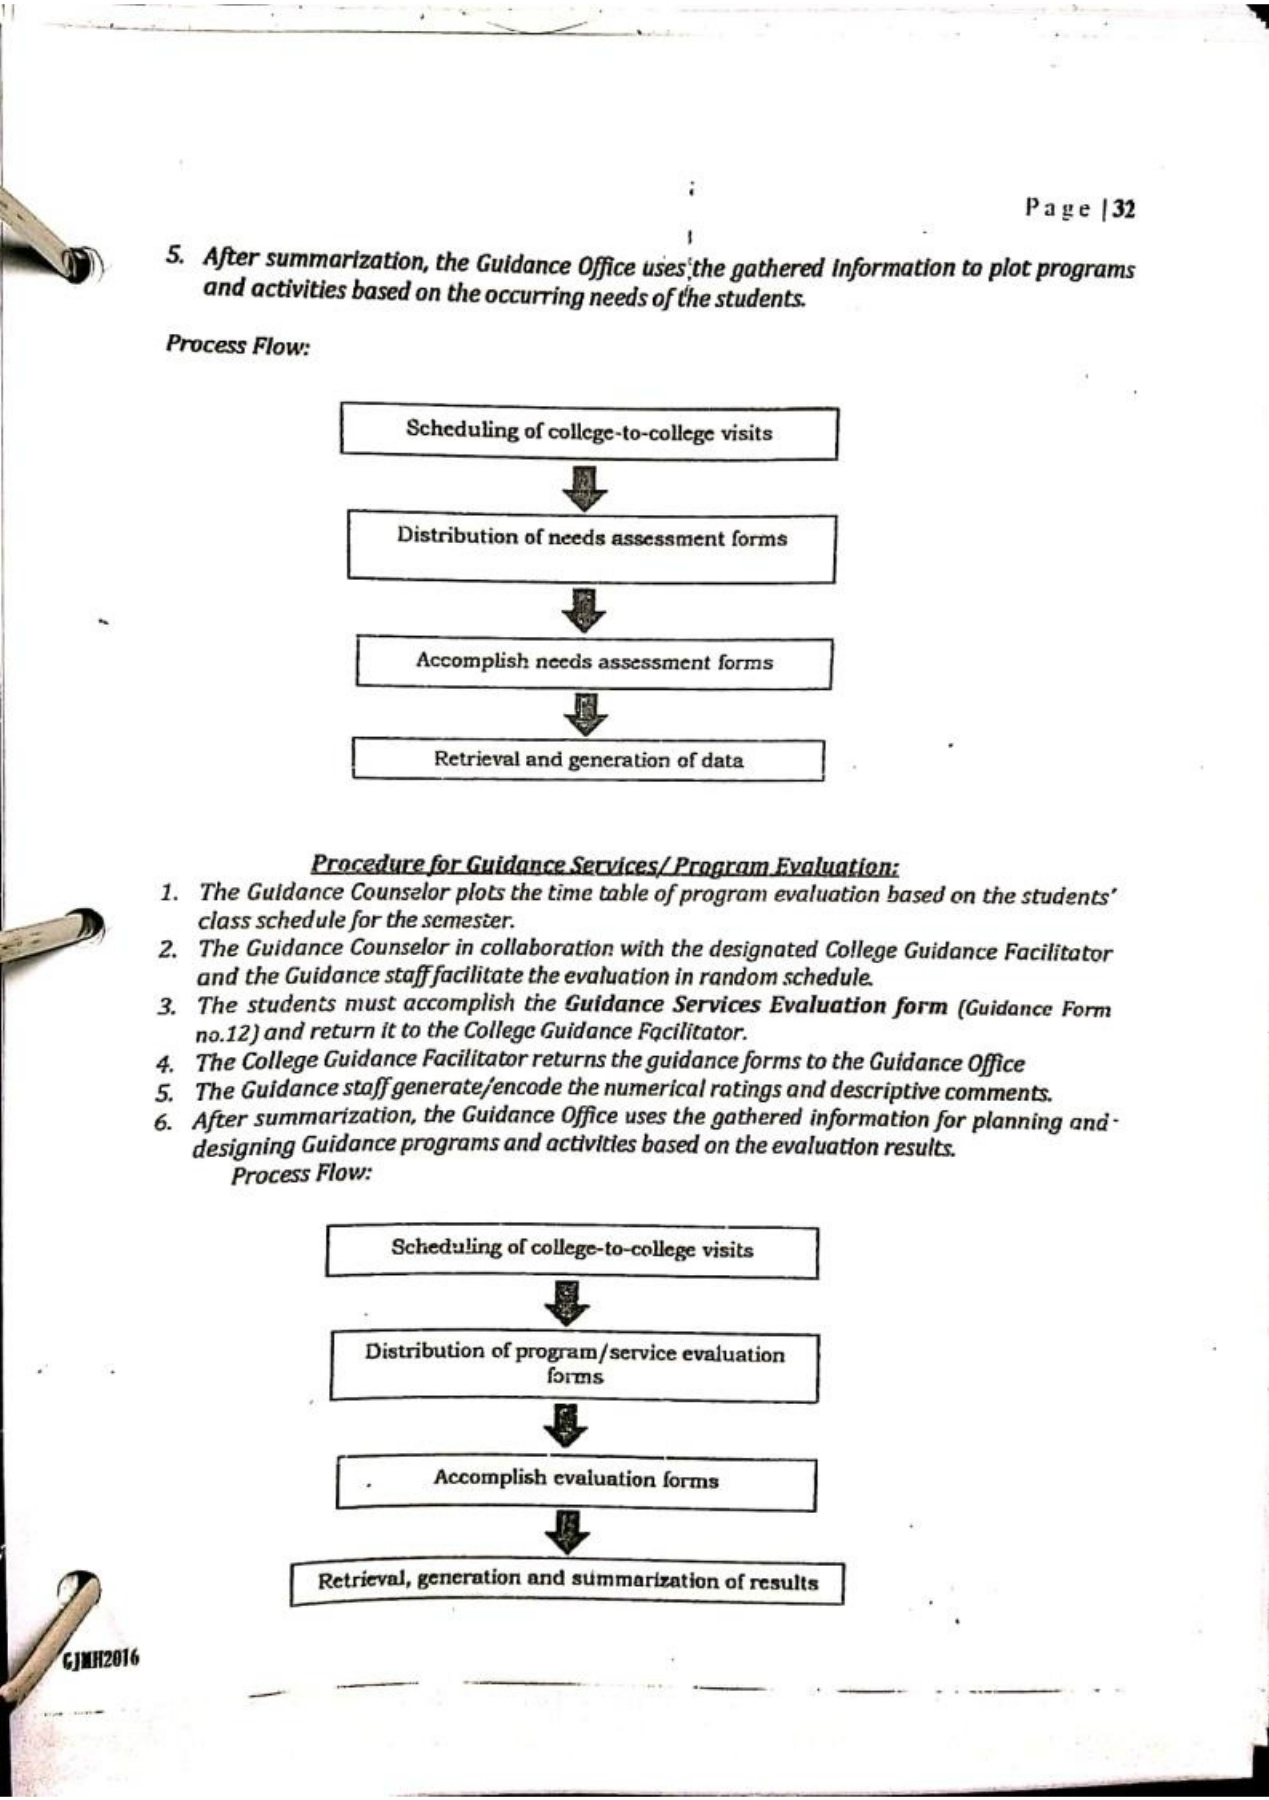 Page | 32
5. After summarization, the Guidance Office uses the gathered information to plot programs
and activities based on the occurring needs of the students.
Process Flow:
Scheduling of college-to-college visits
Distribution of needs assessment forms
Accomplish needs assessment forms
Retrieval and generation of data
Procedure for Guidance Services/ Program Evaluation:
1. The Guidance Counselor plots the time table of program evaluation based on the students'
class schedule for the semester.
2. The Guidance Counselor in collaboration with the designated College Guidance Facilitator
and the Guidance staff facilitate the evaluation in random schedule.
3. The students must accomplish the Guidance Services Evaluation form (Guidance Form
no.12) and return it to the College Guidance Facilitator.
4. The College Guidance Facilitator returns the guidance forms to the Guidance Office
5. The Guidance staff generate/encode the numerical ratings and descriptive comments.
6. After summarization, the Guidance Office uses the gathered information for planning and
designing Guidance programs and activities based on the evaluation results.
Process Flow:
Scheduling of college-to-college visits
Distribution of program/service evaluation
forms
Accomplish evaluation forms
Retrieval, generation and summarization of results
GJMH2016